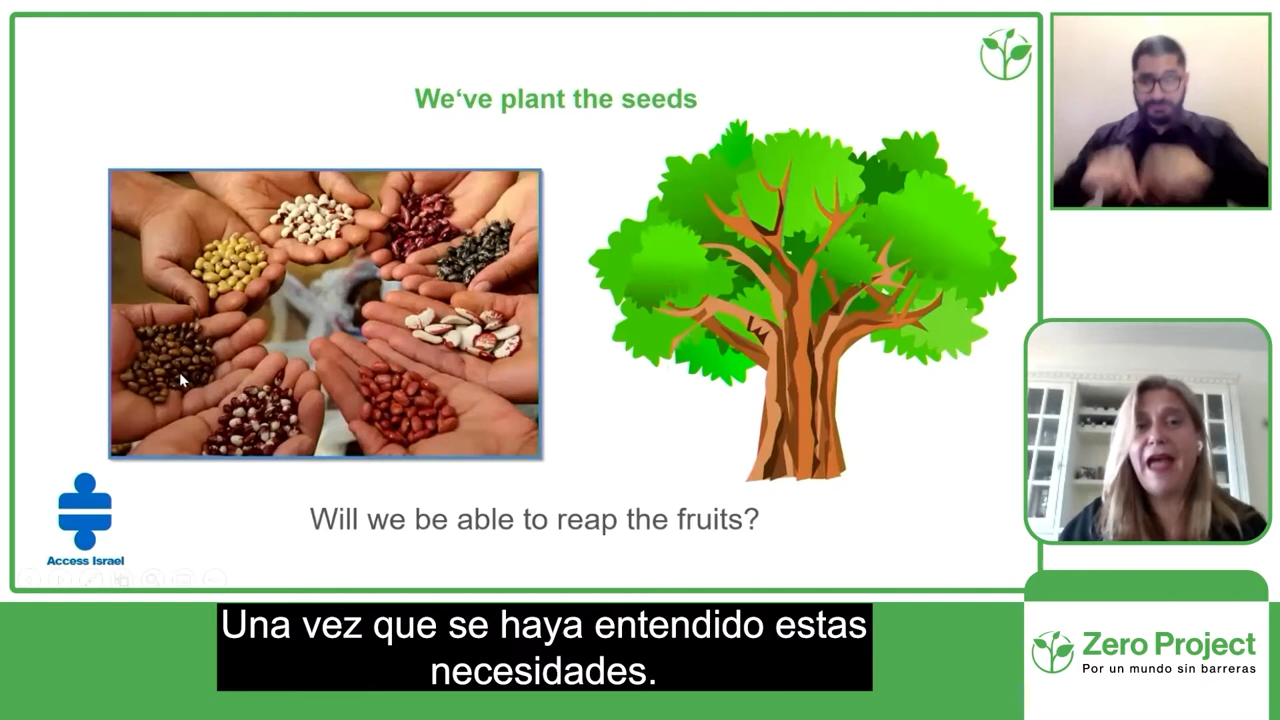 We‘ve plant the seeds
Will we be able to reap the fruits?
Access Israel
Una vez que se haya entendido estas
necesidades.
Zero Project
Por un mundo sin barreras